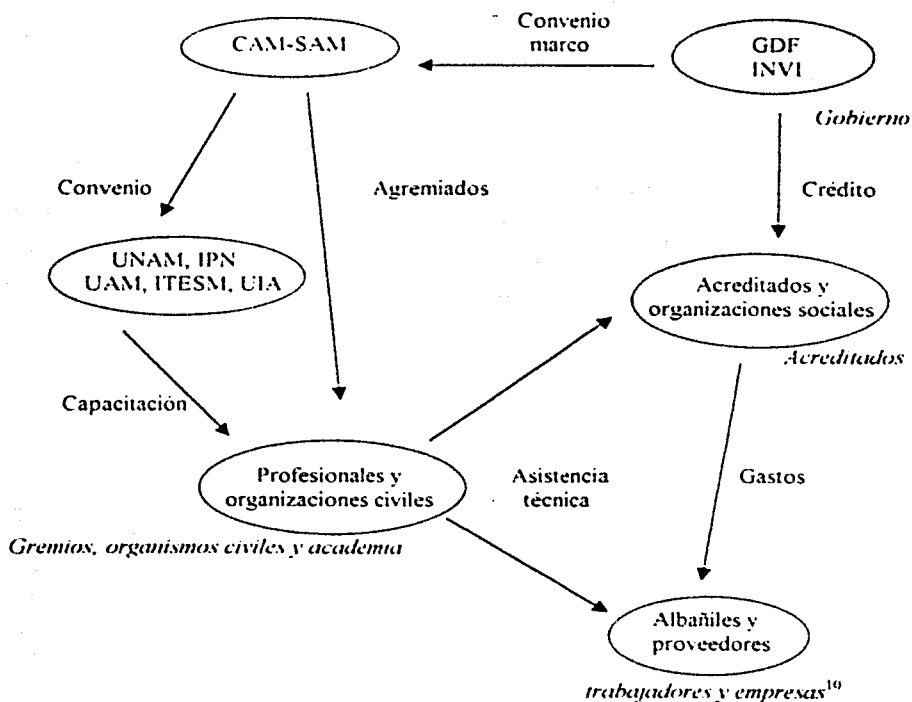 CAM-SAM
Convenio
marco
GDF
INVI
Gobierno
Convenio
Agremiados
Crédito
UNAM, IPN
UAM, ITESM, UIA
Acreditados y
organizaciones sociales
Acreditados
Capacitación
Profesionales y
organizaciones civiles
Asistencia
técnica
Gastos
Gremios, organismos civiles y academia
Albañiles y
proveedores
trabajadores y empresas¹⁰